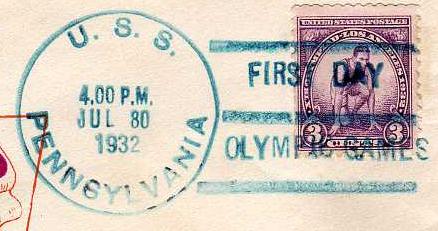 U. S. S.
4.00 P.M.
JUL 30
1932
PENNSYLVANIA
FIRST DAY
OLYMPIC GAMES
UNITED STATES POSTAGE
3 3